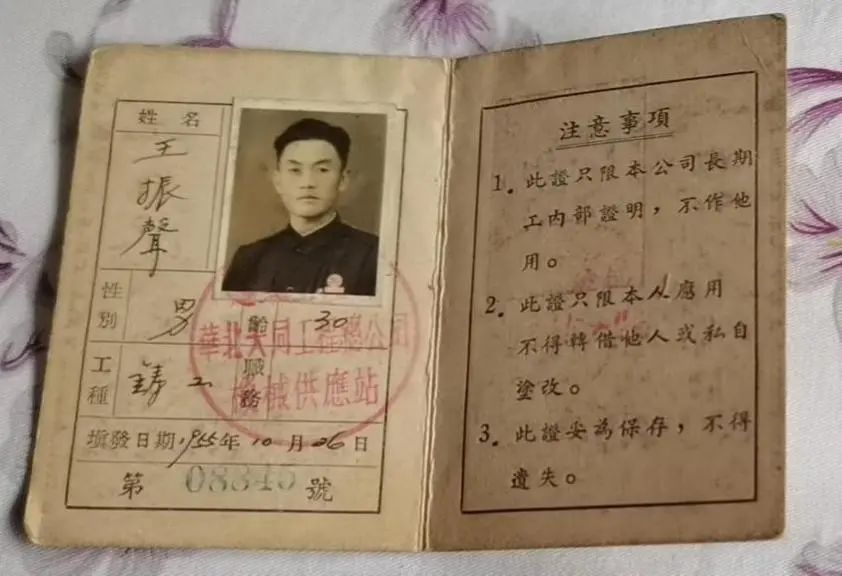 姓名
王振聲
性別 男 年齡 30
工種 鑄工 職務
填發日期 1955年10月26日
第 08345 號
華北大同工程總公司
機械供應站
注意事項
1。此證只限本公司長期
工内部證明，不作他
用。
2。此證只限本人應用
不得轉借他人或私自
塗改。
3。此證妥為保存，不得
遺失。